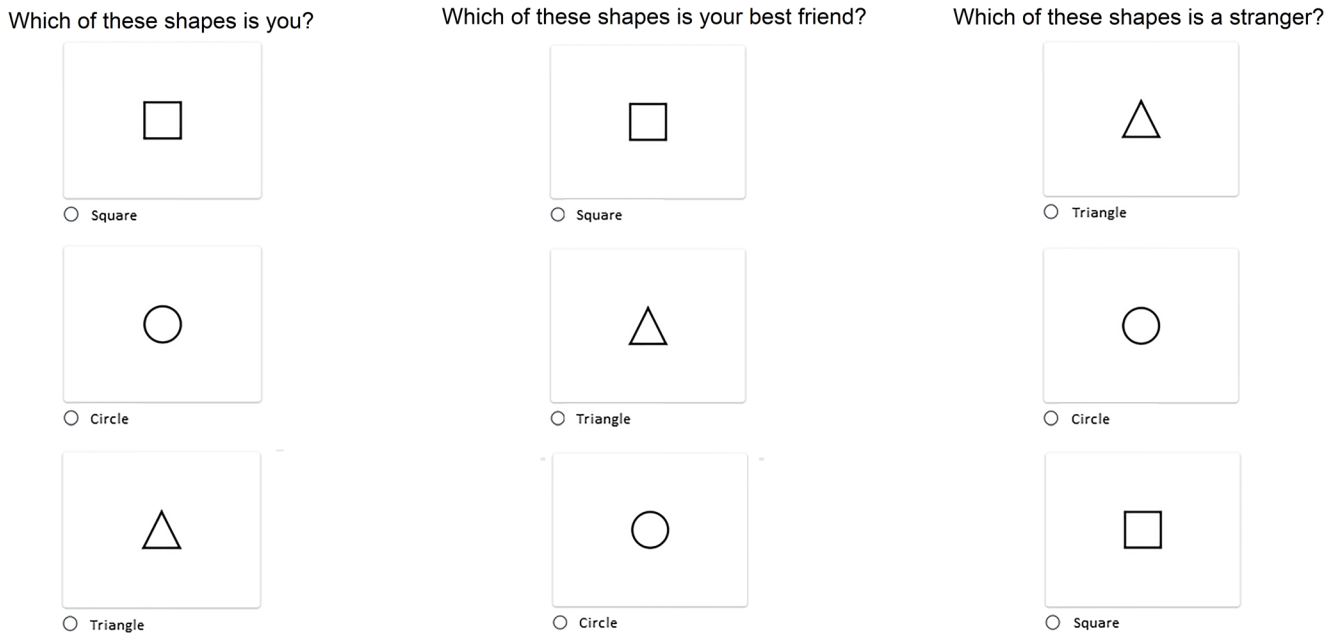 Which of these shapes is you?
Square
Circle
Triangle
Which of these shapes is your best friend?
Square
Triangle
Circle
Which of these shapes is a stranger?
Triangle
Circle
Square